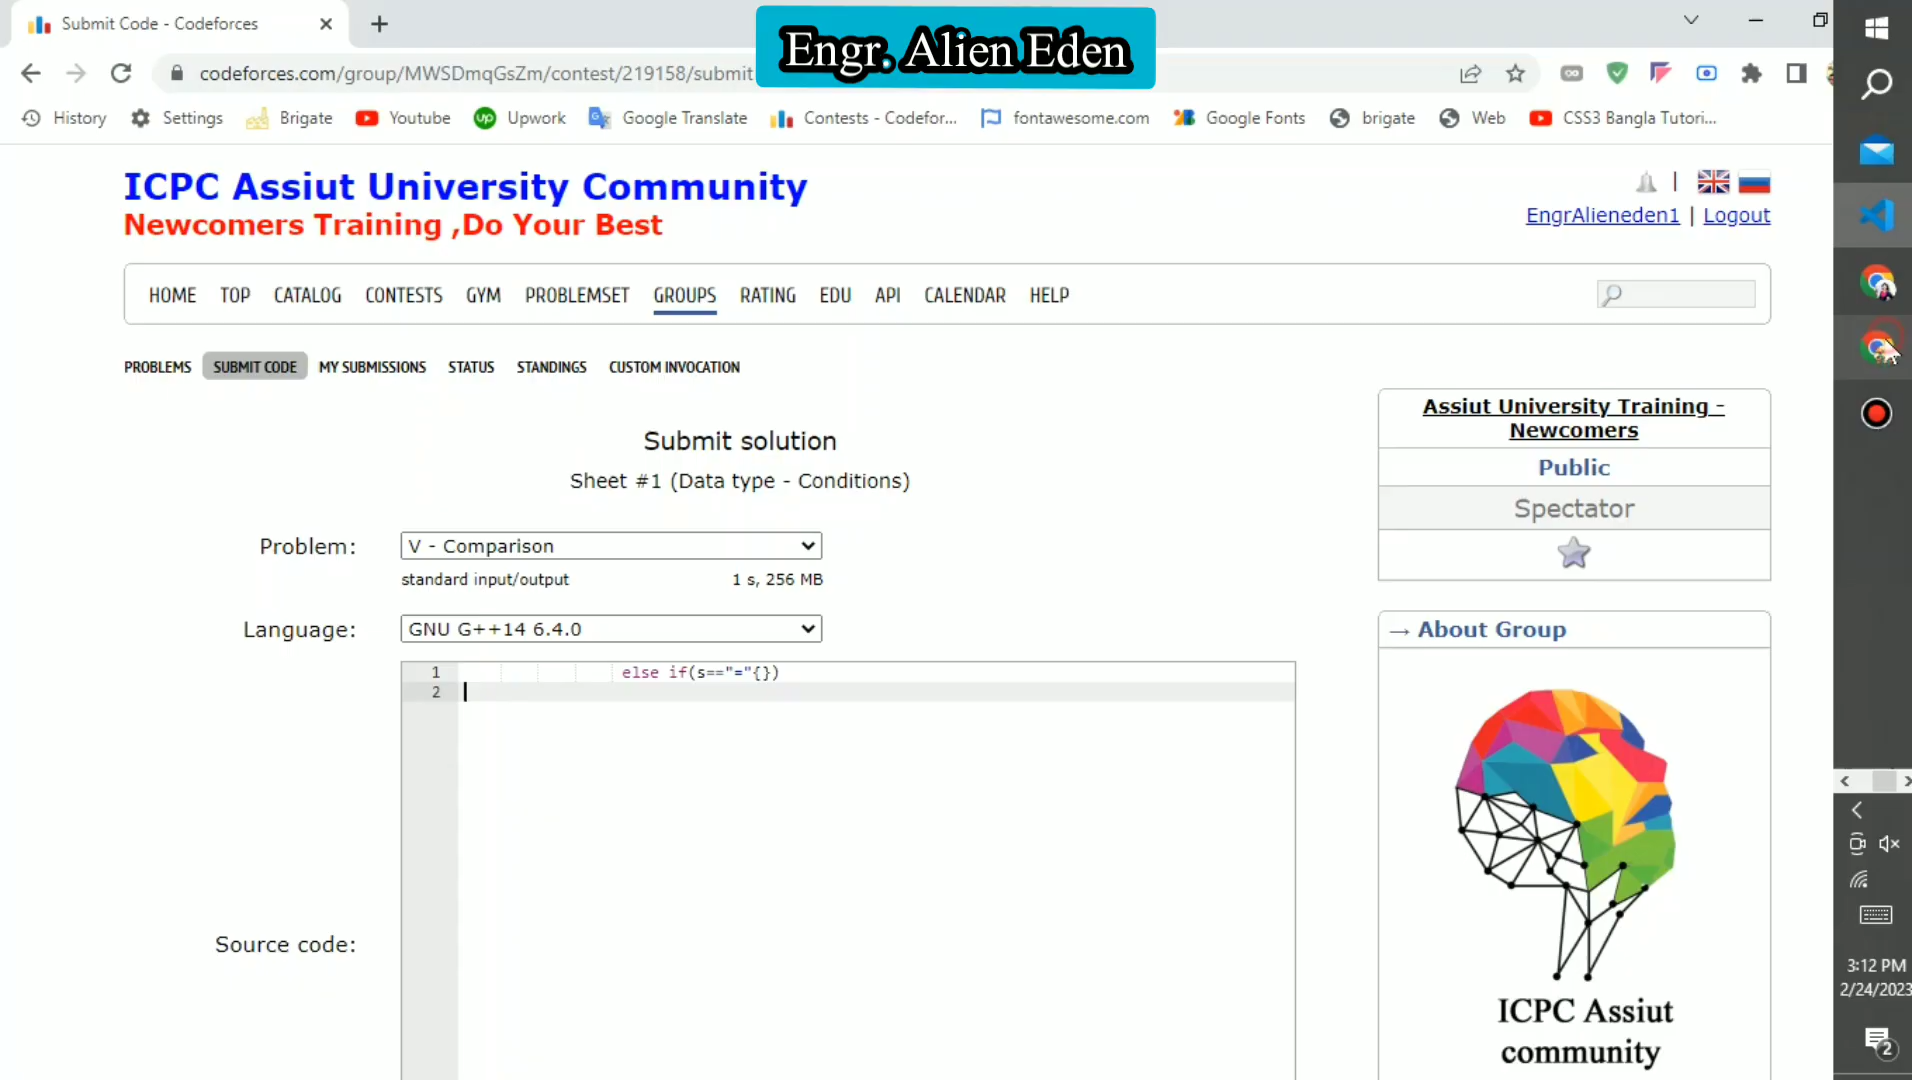 Submit Code - Codeforces
Engr. Alien Eden
codeforces.com/group/MWSDmqGsZm/contest/219158/submit
History Settings Brigate Youtube Upwork Google Translate Contests - Codefor... fontawesome.com Google Fonts brigate Web CSS3 Bangla Tutori...
ICPC Assiut University Community
Newcomers Training ,Do Your Best
EngrAlieneden1 | Logout
HOME TOP CATALOG CONTESTS GYM PROBLEMSET GROUPS RATING EDU API CALENDAR HELP
PROBLEMS SUBMIT CODE MY SUBMISSIONS STATUS STANDINGS CUSTOM INVOCATION
Submit solution
Sheet #1 (Data type - Conditions)
Problem: V - Comparison
standard input/output 1 s, 256 MB
Language: GNU G++14 6.4.0
1 else if(s=="="{})
2
Source code:
Assiut University Training -
Newcomers
Public
Spectator
→ About Group
ICPC Assiut
community
3:12 PM
2/24/2023
2